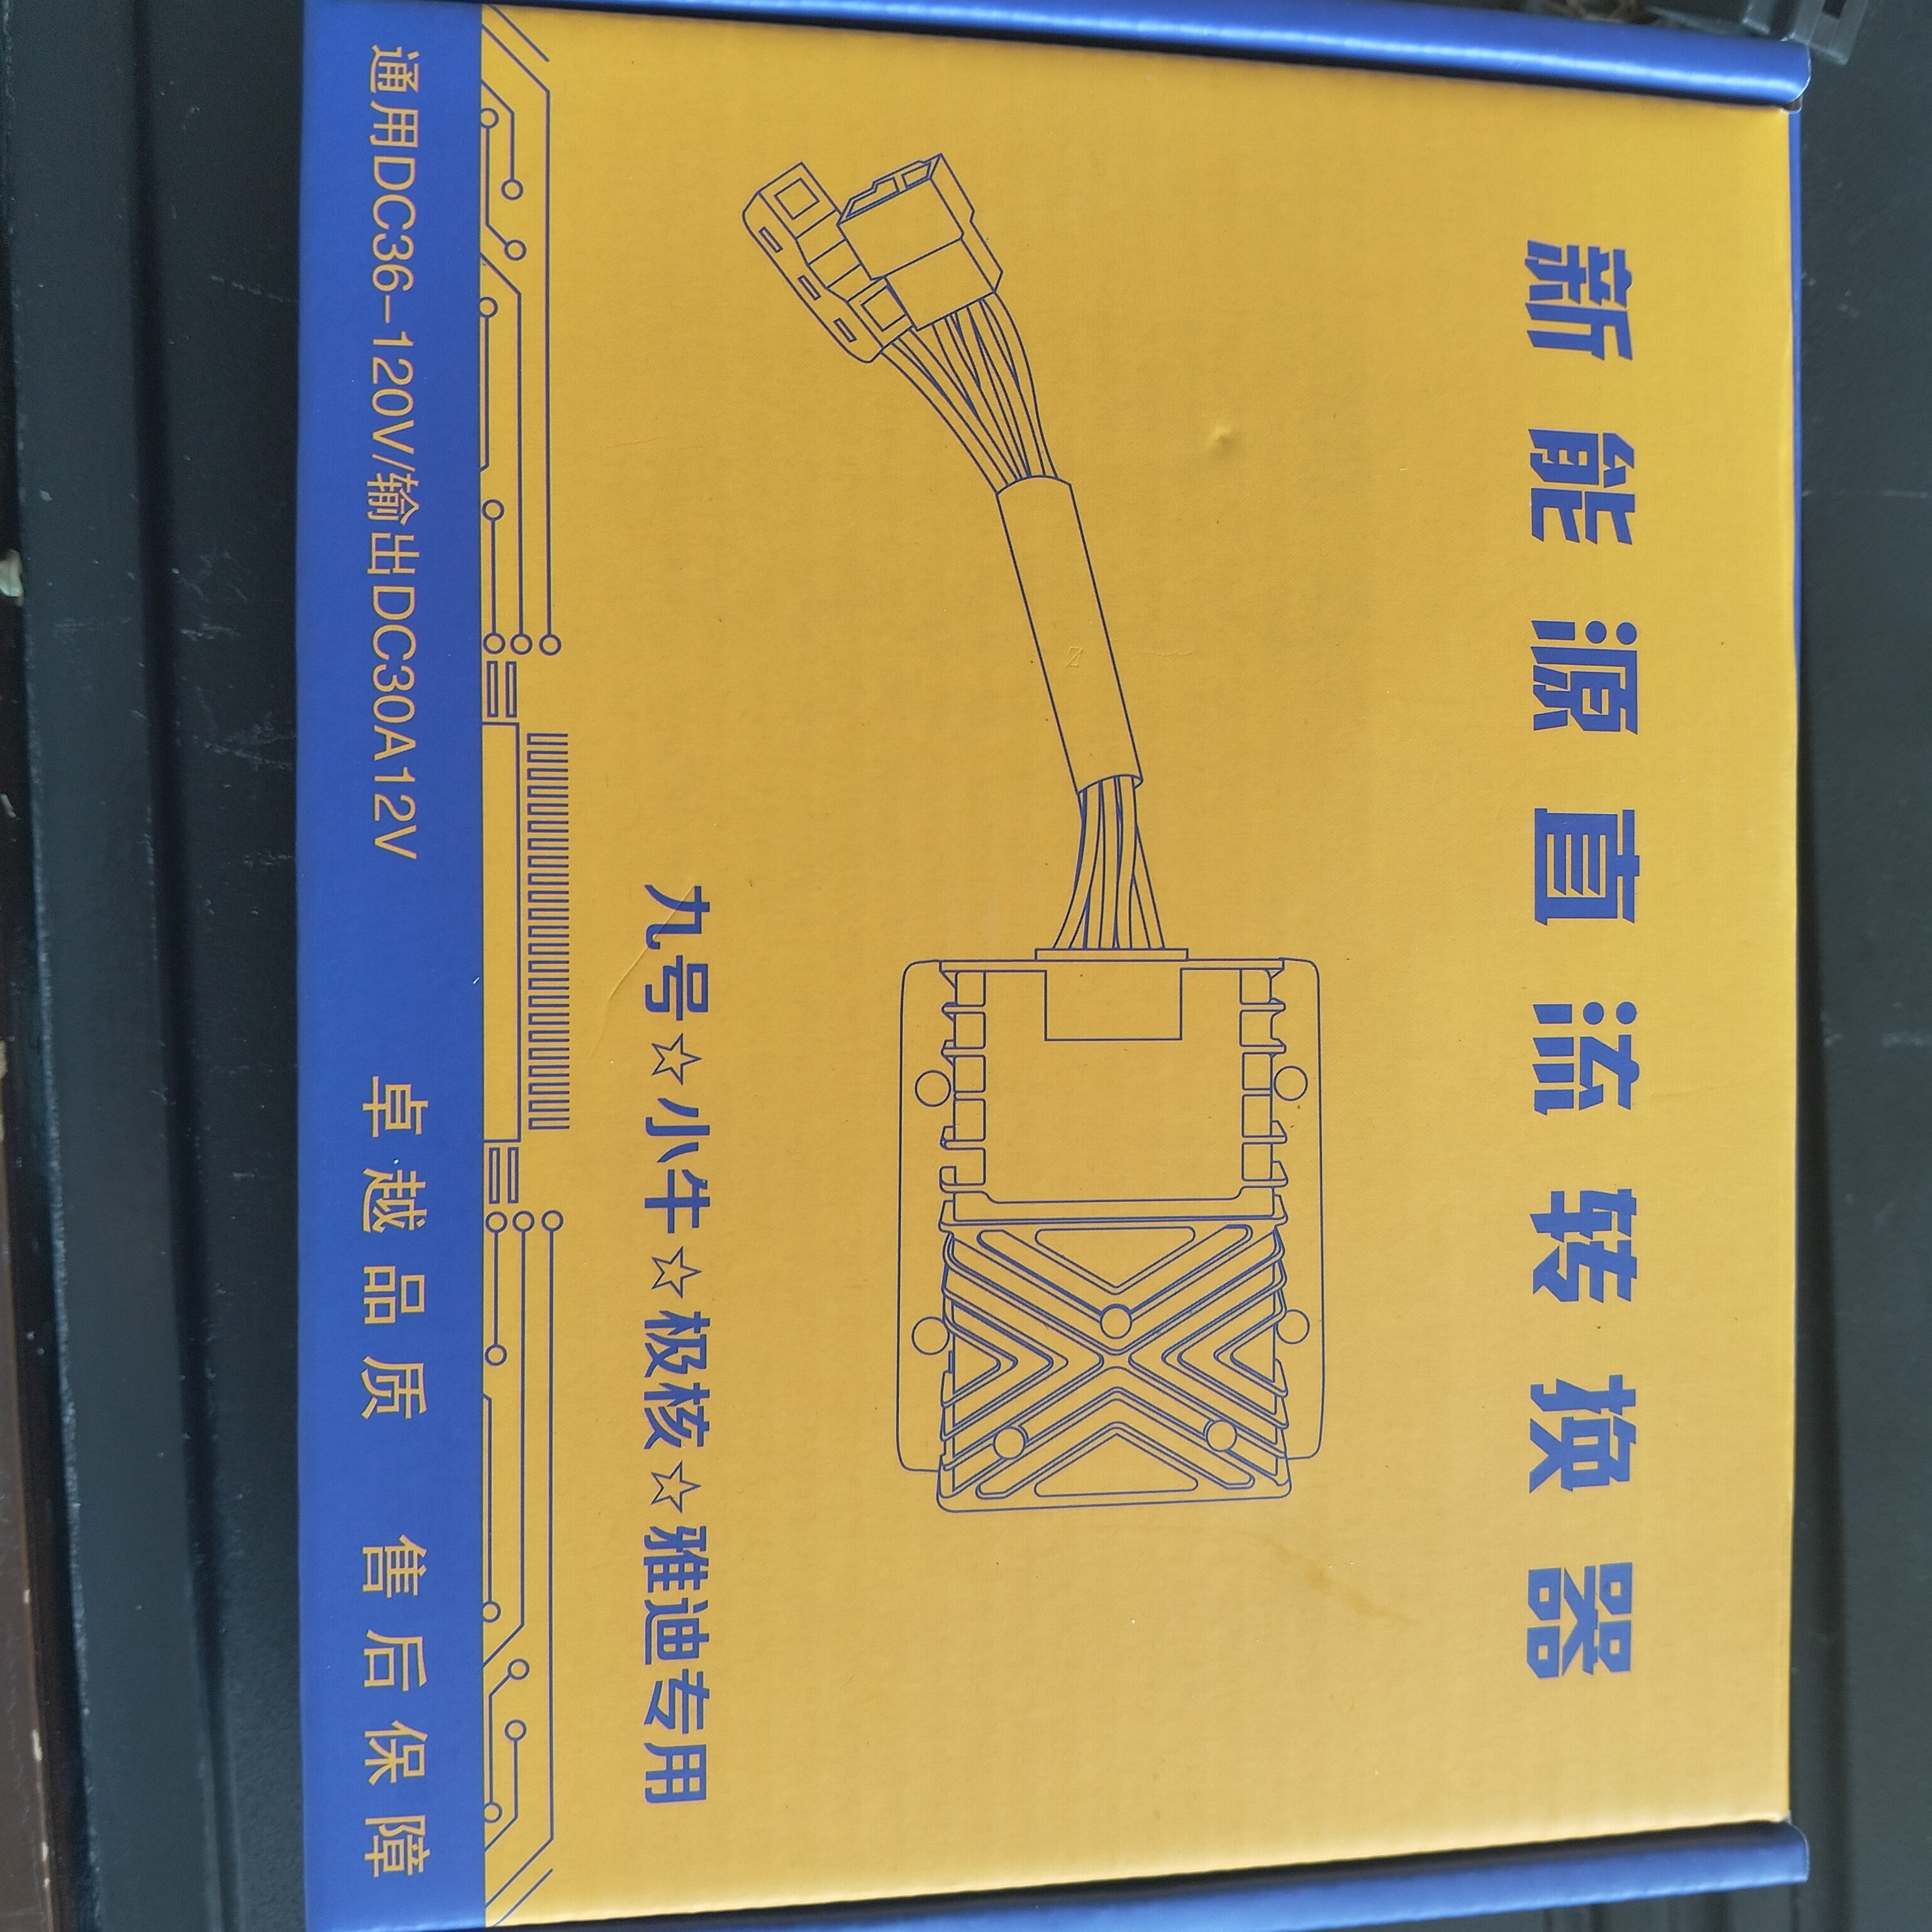 新能源直流转换器
九号☆小牛☆极核☆雅迪专用
通用DC36-120V/输出DC30A12V 卓越品质 售后保障